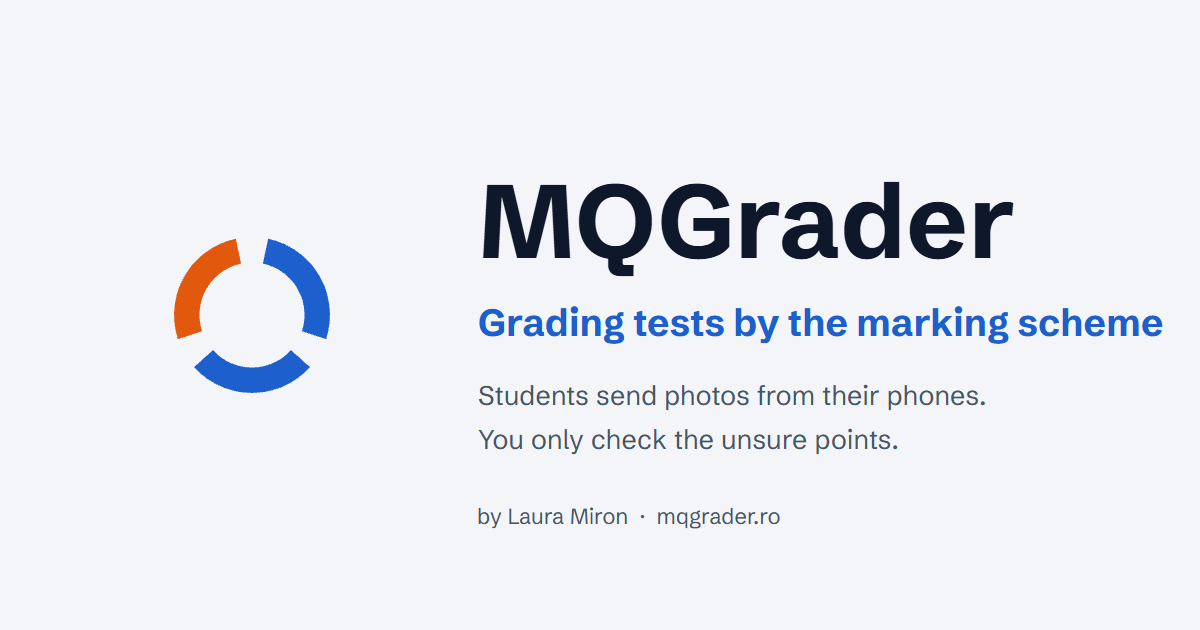 MQGrader
Grading tests by the marking scheme
Students send photos from their phones.
You only check the unsure points.
by Laura Miron · mqgrader.ro